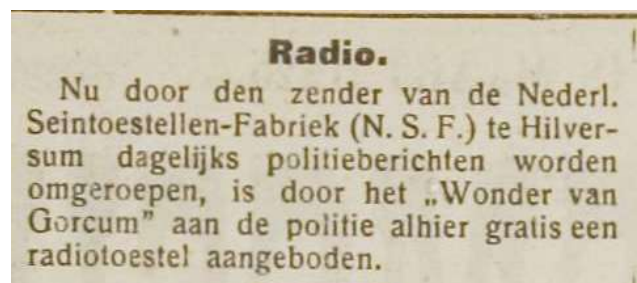 Radio.
Nu door den zender van de Nederl.
Seintoestellen-Fabriek (N. S. F.) te Hilver-
sum dagelijks politieberichten worden
omgeroepen, is door het „Wonder van
Gorcum" aan de politie alhier gratis een
radiotoestel aangeboden.